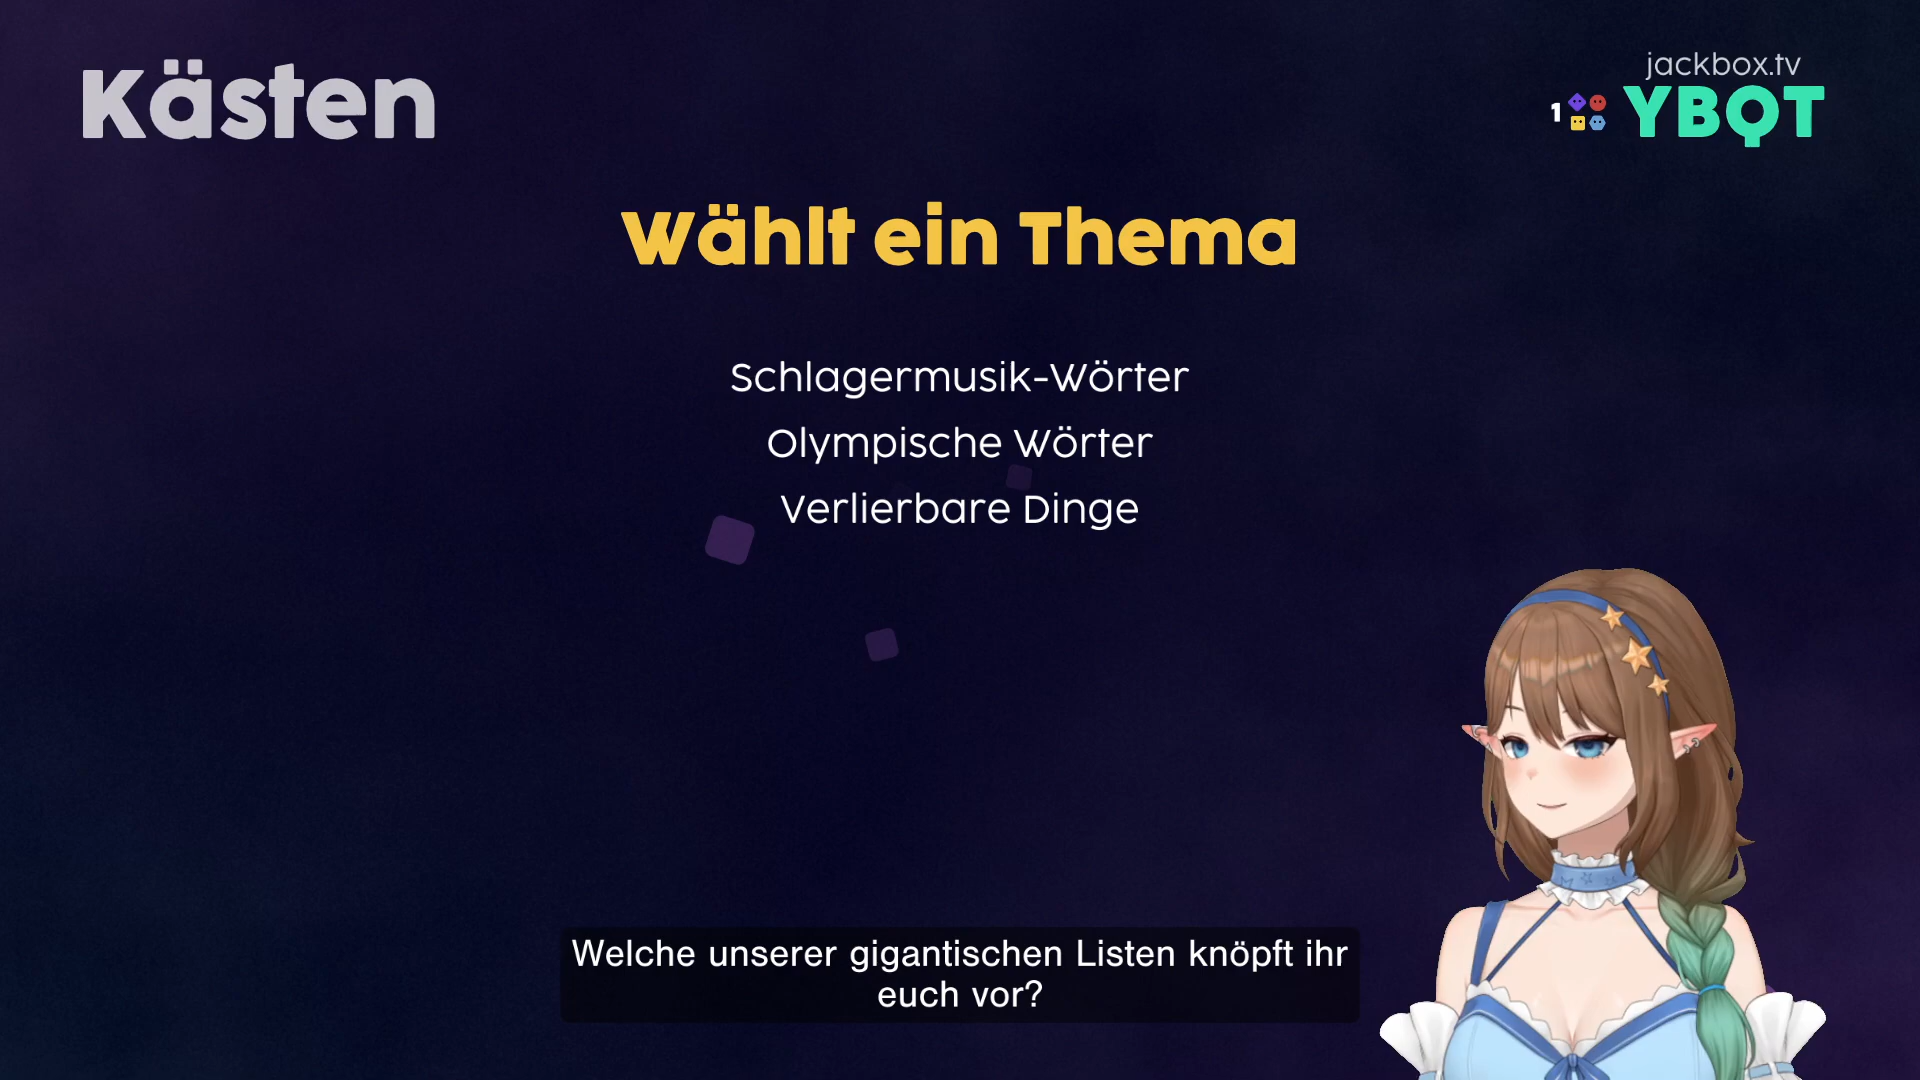 Kästen
jackbox.tv
1 YBQT
Wählt ein Thema
Schlagermusik-Wörter
Olympische Wörter
Verlierbare Dinge
Welche unserer gigantischen Listen knöpft ihr
euch vor?